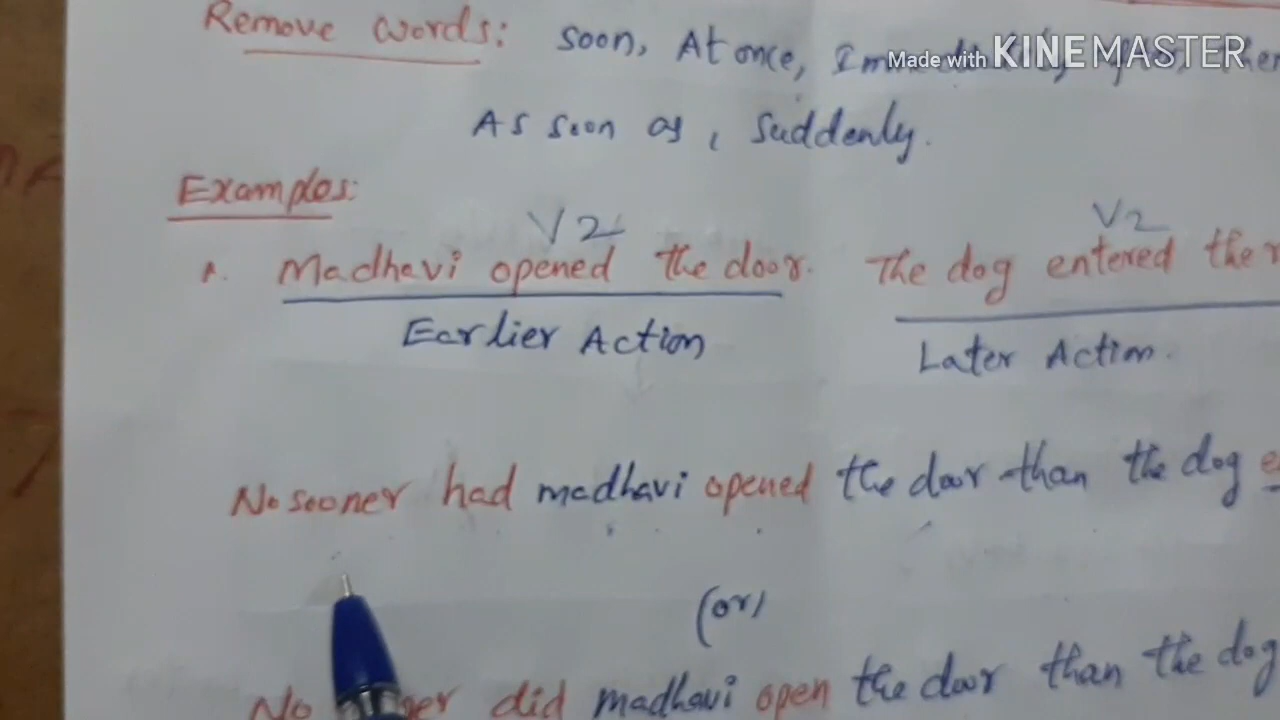 Remove words: Soon, At once,
Made with KINEMASTER
As soon as, Suddenly.
Examples:
V2 V2
1. Madhavi opened the door. The dog entered the
Earlier Action Later Action.
No sooner had madhavi opened the door than the dog
(or)
No did madhavi open the door than the dog